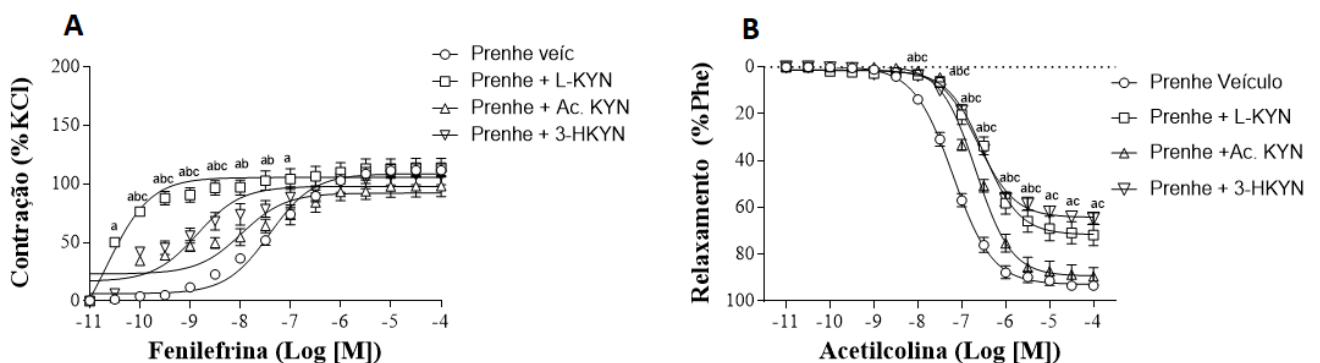 A
Contração (%KCl)
200
150
100
50
0
a
abc
abc
abc
abc
ab
ab
a
-11 -10 -9 -8 -7 -6 -5 -4
Fenilefrina (Log [M])
Prenhe veíc
Prenhe + L-KYN
Prenhe + Ac. KYN
Prenhe + 3-HKYN
B
Relaxamento (%Phe)
0
20
40
60
80
100
abc
abc
abc
abc
abc
abc
ac
ac
ac
-11 -10 -9 -8 -7 -6 -5 -4
Acetilcolina (Log [M])
Prenhe Veículo
Prenhe + L-KYN
Prenhe +Ac. KYN
Prenhe + 3-HKYN